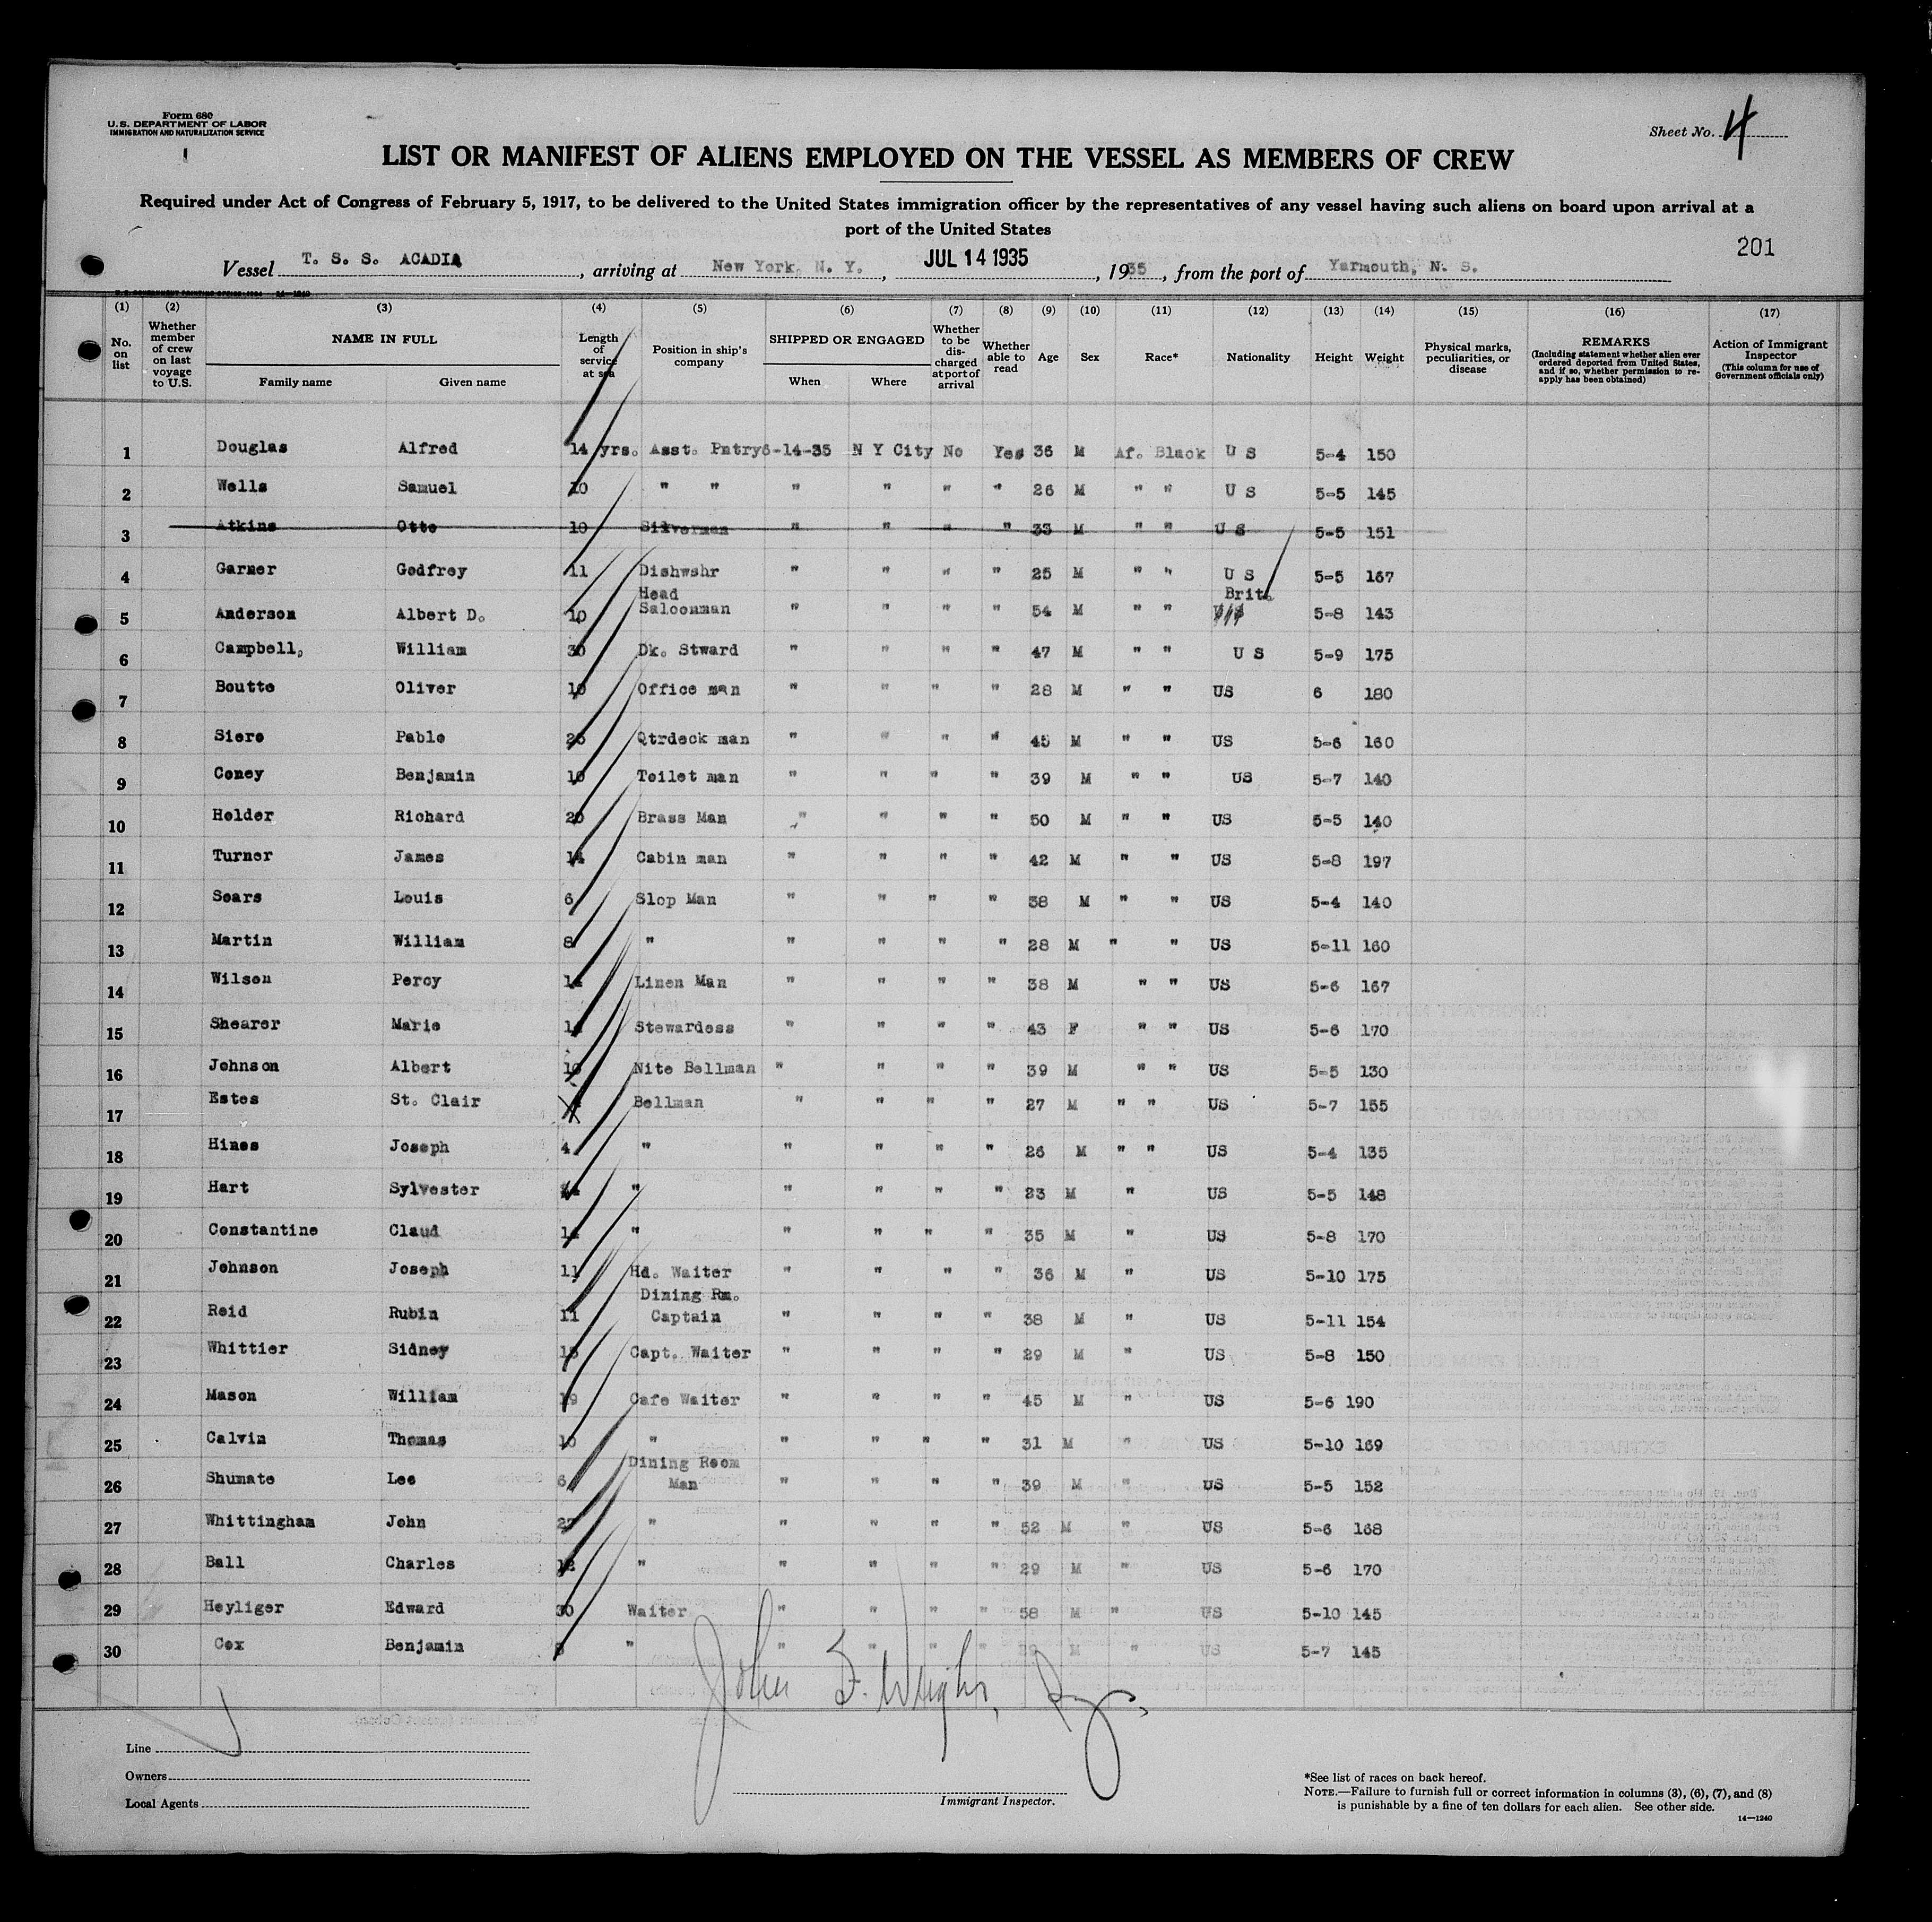 Form 680
U.S. DEPARTMENT OF LABOR
IMMIGRATION AND NATURALIZATION SERVICE
Sheet No. 4
LIST OR MANIFEST OF ALIENS EMPLOYED ON THE VESSEL AS MEMBERS OF CREW
Required under Act of Congress of February 5, 1917, to be delivered to the United States immigration officer by the representatives of any vessel having such aliens on board upon arrival at a
port of the United States
201
Vessel T. S. S. ACADIA, arriving at New York, N. Y., JUL 14 1935, 1935, from the port of Yarmouth, N. S.
(1) (2) (3) (4) (5) (6) (7) (8) (9) (10) (11) (12) (13) (14) (15) (16) (17)
No. on list
Whether member of crew on last voyage to U.S.
NAME IN FULL
Family name Given name
Length of service at sea
Position in ship's company
SHIPPED OR ENGAGED
When Where
Whether to be discharged at port of arrival
Whether able to read
Age
Sex
Race*
Nationality
Height
Weight
Physical marks, peculiarities, or disease
REMARKS
(Including statement whether alien ever ordered deported from United States, and if so, whether permission to re-apply has been obtained)
Action of Immigrant Inspector
(This column for use of Government officials only)
1 Douglas Alfred 14 yrs. Asst. Pntry 6-14-35 N Y City No Yes 36 M Af. Black U S 5-4 150
2 Wells Samuel 10 " " " " " " 26 M " " U S 5-5 145
3 Atkins Otto 10 Silverman " " " " 33 M " " U S 5-5 151
4 Garner Godfrey 11 Dishwshr " " " " 25 M " " U S 5-5 167
5 Anderson Albert D. 10 Head Saloonman " " " " 54 M " " Brit. 5-8 143
6 Campbell, William 30 Dk. Stward " " " " 47 M " " U S 5-9 175
7 Boutte Oliver 10 Office man " " " " 28 M " " US 6 180
8 Siere Pablo Qtrdeck man " " " " 45 M " " US 5-6 160
9 Coney Benjamin 10 Toilet man " " " " 39 M " " US 5-7 140
10 Holder Richard 20 Brass Man " " " " 50 M " " US 5-5 140
11 Turner James 14 Cabin man " " " " 42 M " " US 5-8 197
12 Sears Louis 6 Slop Man " " " " 38 M " " US 5-4 140
13 Martin William 8 " " " " " 28 M " " US 5-11 160
14 Wilson Percy 14 Linen Man " " " " 38 M " " US 5-6 167
15 Shearer Marie Stewardess " " " " 43 F " " US 5-6 170
16 Johnson Albert 10 Nite Bellman " " " " 39 M " " US 5-5 130
17 Estes St. Clair Bellman " " " " 27 M " " US 5-7 155
18 Hines Joseph 4 " " " " " 26 M " " US 5-4 135
19 Hart Sylvester " " " " " 23 M " US 5-5 148
20 Constantine Claud 14 " " " " " 35 M " US 5-8 170
21 Johnson Joseph 11 Hd. Waiter " " " " 36 M " US 5-10 175
22 Reid Rubin 11 Dining Rm. Captain " " " " 38 M " US 5-11 154
23 Whittier Sidney Capt. Waiter " " " " 29 M " US 5-8 150
24 Mason William 19 Cafe Waiter " " " " 45 M " US 5-6 190
25 Calvin Thomas 10 " " " " " 31 M " US 5-10 169
26 Shumate Lee 6 Dining Room Man " " " " 39 M " US 5-5 152
27 Whittingham John 27 " " " " " 52 M " US 5-6 168
28 Ball Charles " " " " " 29 M " US 5-6 170
29 Heyliger Edward 30 Waiter " " " " 58 M " US 5-10 145
30 Cox Benjamin " " " " " 29 M " US 5-7 145
John F. Wright,
Line
Owners
Local Agents
Immigrant Inspector.
*See list of races on back hereof.
NOTE.—Failure to furnish full or correct information in columns (3), (6), (7), and (8)
is punishable by a fine of ten dollars for each alien. See other side.
14—1240